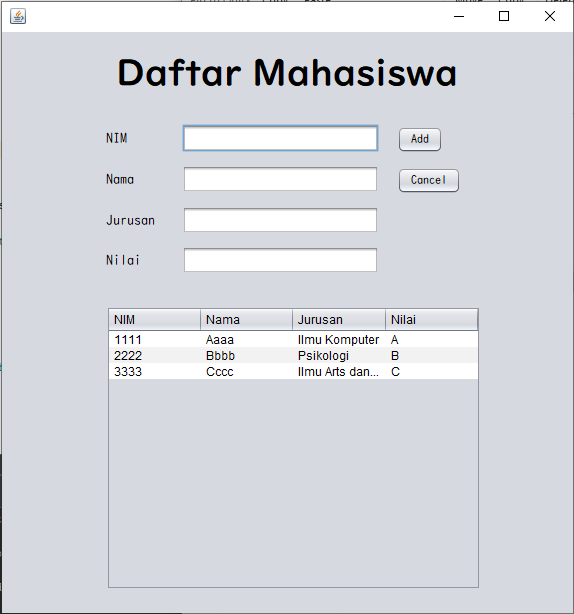 Daftar Mahasiswa
NIM Add
Nama Cancel
Jurusan
Nilai
NIM Nama Jurusan Nilai
1111 Aaaa Ilmu Komputer A
2222 Bbbb Psikologi B
3333 Cccc Ilmu Arts dan... C